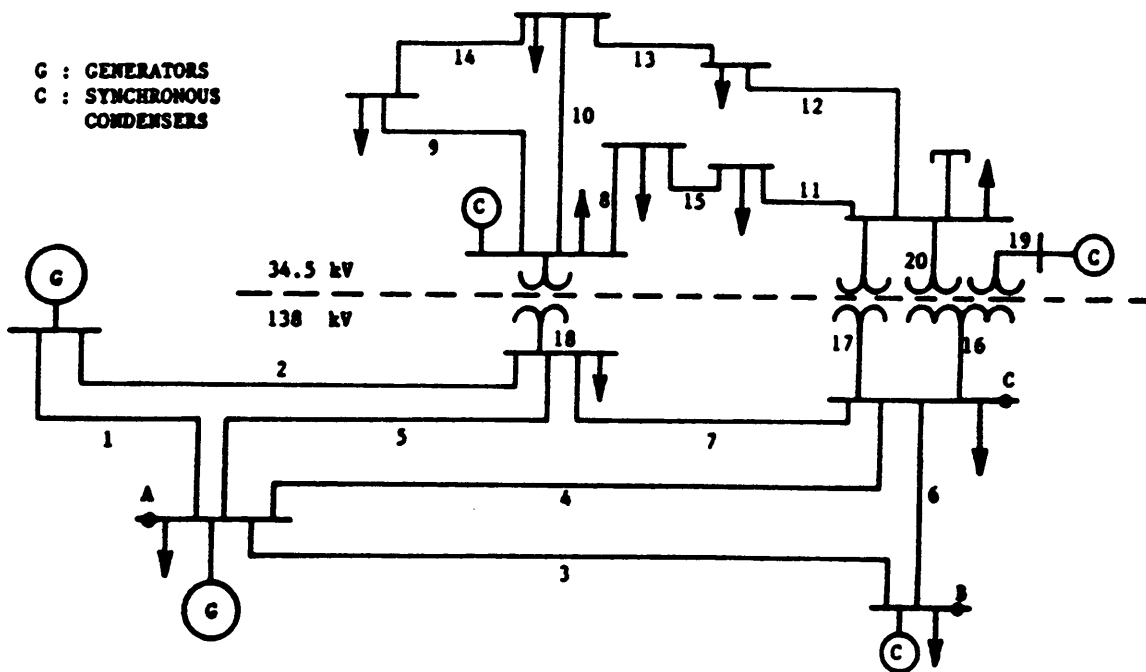 G : GENERATORS
C : SYNCHRONOUS
CONDENSERS
14
13
12
10
9
8
15
11
C
19
20
C
G
34.5 kV
138 kV
18
17
16
2
C
1
5
7
A
4
6
3
B
G
C